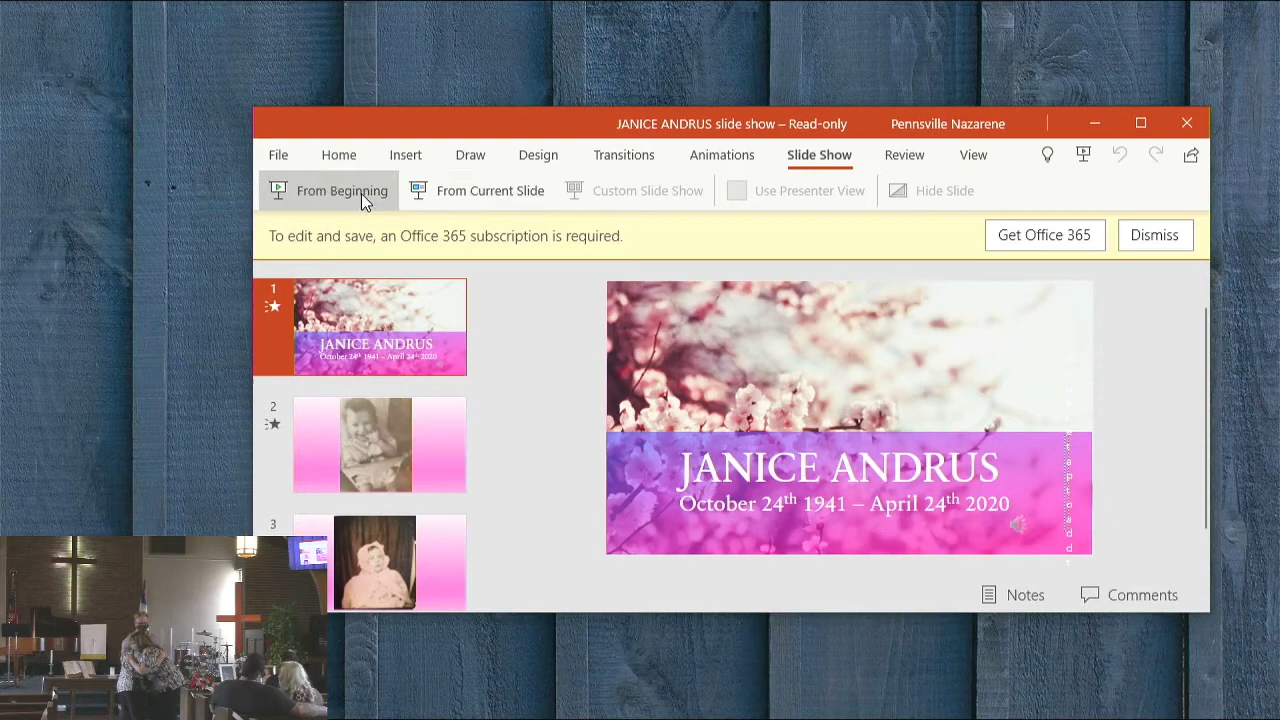 JANICE ANDRUS slide show – Read-only
Pennsville Nazarene
File Home Insert Draw Design Transitions Animations Slide Show Review View
From Beginning From Current Slide Custom Slide Show Use Presenter View Hide Slide
To edit and save, an Office 365 subscription is required.
Get Office 365 Dismiss
1
JANICE ANDRUS
October 24th 1941 – April 24th 2020
2
3
JANICE ANDRUS
October 24th 1941 – April 24th 2020
Notes Comments